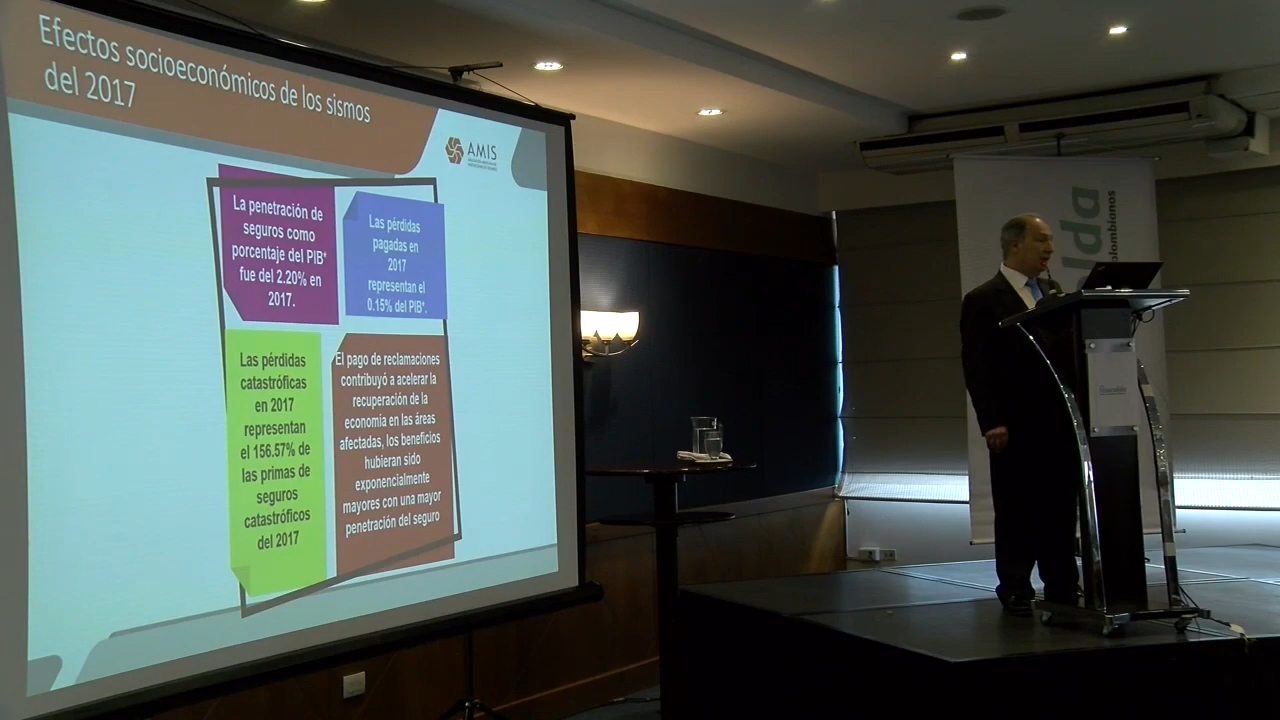 Efectos socioeconómicos de los sismos
del 2017
AMIS
La penetración de
seguros como
porcentaje del PIB*
fue del 2.20% en
2017.
Las pérdidas
pagadas en
2017
representan el
0.15% del PIB*.
Las pérdidas
catastróficas
en 2017
representan
el 156.57% de
las primas de
seguros
catastróficos
del 2017
El pago de reclamaciones
contribuyó a acelerar la
recuperación de la
economía en las áreas
afectadas, los beneficios
hubieran sido
exponencialmente
mayores con una mayor
penetración del seguro
lda
olombianos